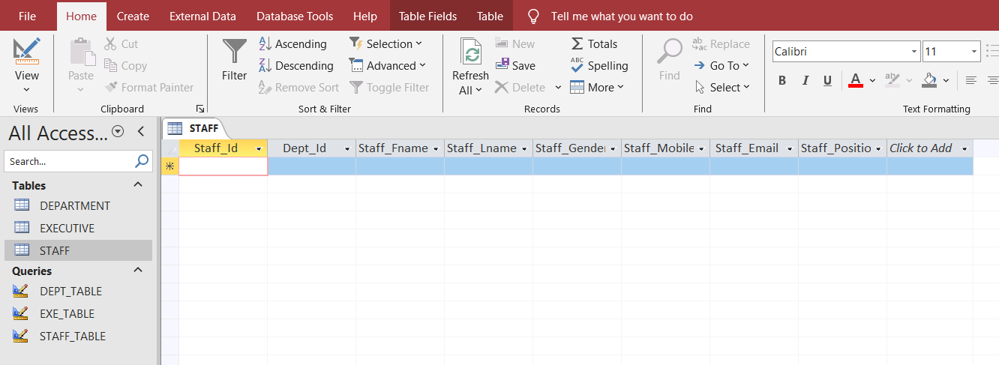 File Home Create External Data Database Tools Help Table Fields Table Tell me what you want to do
View
Views
Paste
Cut
Copy
Format Painter
Clipboard
Filter
Ascending
Descending
Remove Sort
Selection
Advanced
Toggle Filter
Sort & Filter
Refresh
All
New
Save
Delete
Totals
Spelling
More
Records
Find
Replace
Go To
Select
Find
Calibri 11
B I U A ab
Text Formatting
All Access...
Search...
Tables
DEPARTMENT
EXECUTIVE
STAFF
Queries
DEPT_TABLE
EXE_TABLE
STAFF_TABLE
STAFF
Staff_Id Dept_Id Staff_Fname Staff_Lname Staff_Gender Staff_Mobile Staff_Email Staff_Positio Click to Add